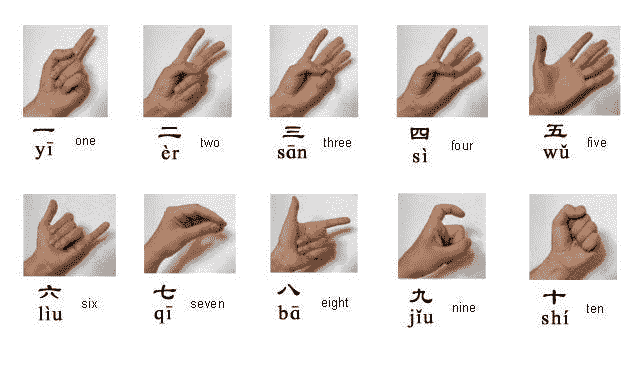 一 二 三 四 五
yī one èr two sān three sì four wǔ five
六 七 八 九 十
lìu six qī seven bā eight jǐu nine shí ten